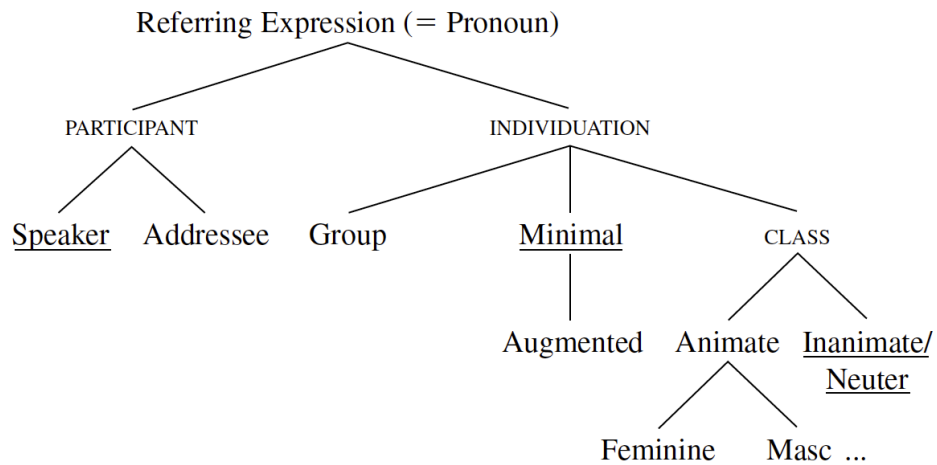 Referring Expression (= Pronoun)
PARTICIPANT INDIVIDUATION
Speaker Addressee Group Minimal CLASS
Augmented Animate Inanimate/
Neuter
Feminine Masc ...